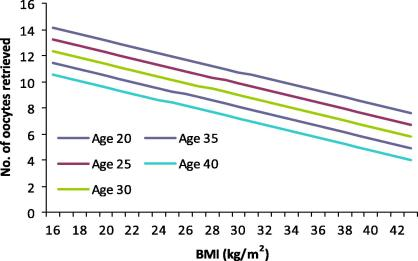 16
14
12
10
8
6
4
2
0
No. of oocytes retrieved
Age 20 Age 35
Age 25 Age 40
Age 30
16 18 20 22 24 26 28 30 32 34 36 38 40 42
BMI (kg/m²)